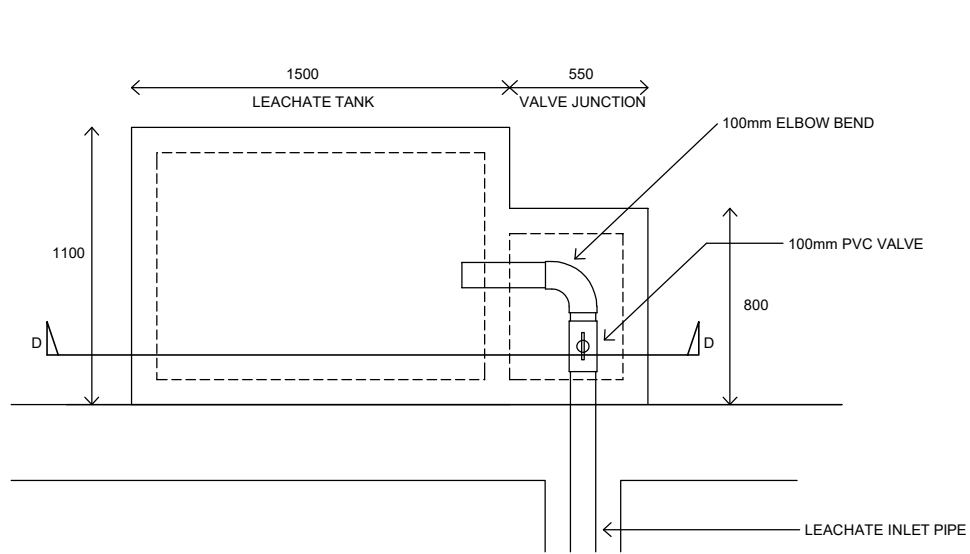 1500
550
LEACHATE TANK
VALVE JUNCTION
100mm ELBOW BEND
1100
100mm PVC VALVE
800
D
D
LEACHATE INLET PIPE